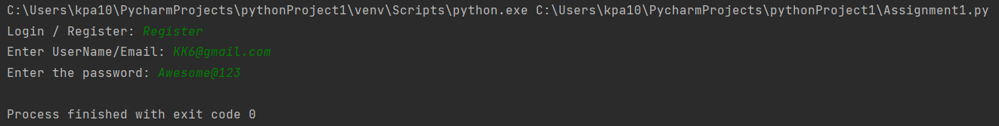 C:\Users\kpa10\PycharmProjects\pythonProject1\venv\Scripts\python.exe C:\Users\kpa10\PycharmProjects\pythonProject1\Assignment1.py
Login / Register: Register
Enter UserName/Email: KK6@gmail.com
Enter the password: Awesome@123
Process finished with exit code 0